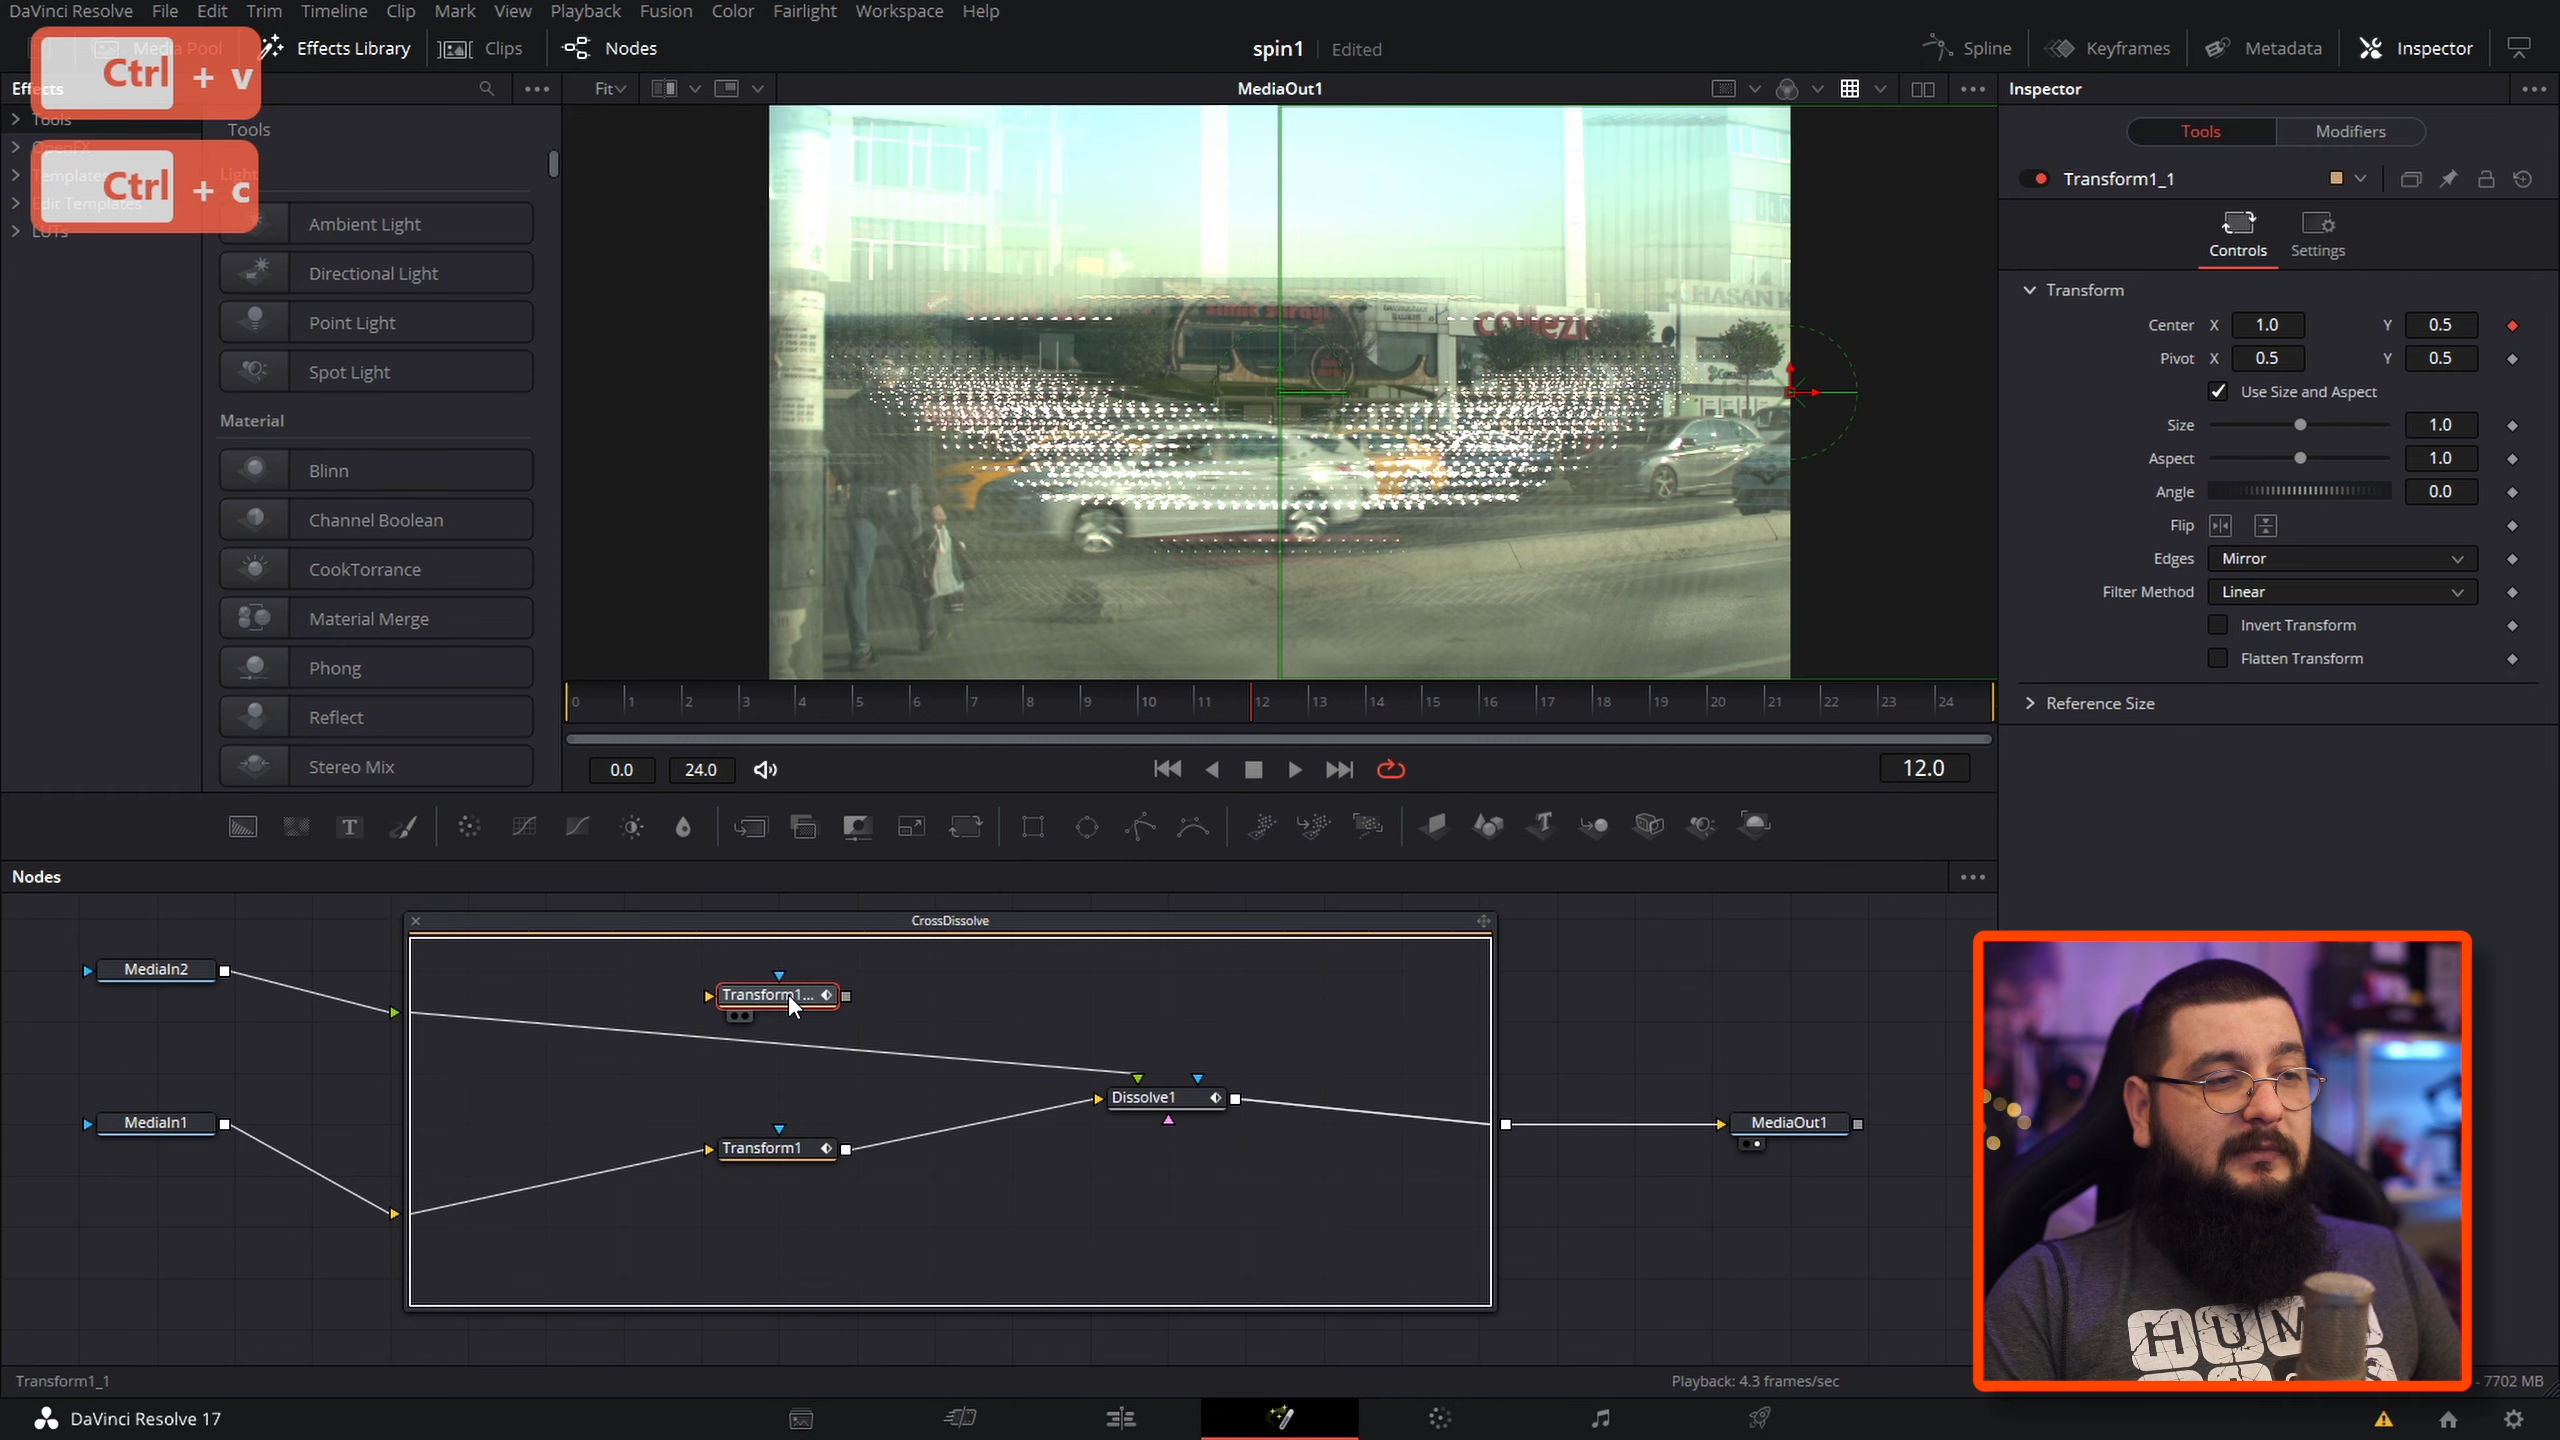 DaVinci Resolve File Edit Trim Timeline Clip Mark View Playback Fusion Color Fairlight Workspace Help
Media Pool Effects Library Clips Nodes spin1 Edited Spline Keyframes Metadata Inspector
Ctrl + v
Ctrl + c
Effects Fit MediaOut1 Inspector
Tools
OpenFX
Templates
Edit Templates
LUTs
Tools
Light
Ambient Light
Directional Light
Point Light
Spot Light
Material
Blinn
Channel Boolean
CookTorrance
Material Merge
Phong
Reflect
Stereo Mix
HASAN K
simit sarayı
collezio
0 1 2 3 4 5 6 7 8 9 10 11 12 13 14 15 16 17 18 19 20 21 22 23 24
0.0 24.0 12.0
Tools Modifiers
Transform1_1
Controls Settings
Transform
Center X 1.0 Y 0.5
Pivot X 0.5 Y 0.5
Use Size and Aspect
Size 1.0
Aspect 1.0
Angle 0.0
Flip
Edges Mirror
Filter Method Linear
Invert Transform
Flatten Transform
Reference Size
Nodes
CrossDissolve
MediaIn2
Transform1...
Dissolve1
MediaIn1
Transform1
MediaOut1
HUM
Transform1_1 Playback: 4.3 frames/sec - 7702 MB
DaVinci Resolve 17